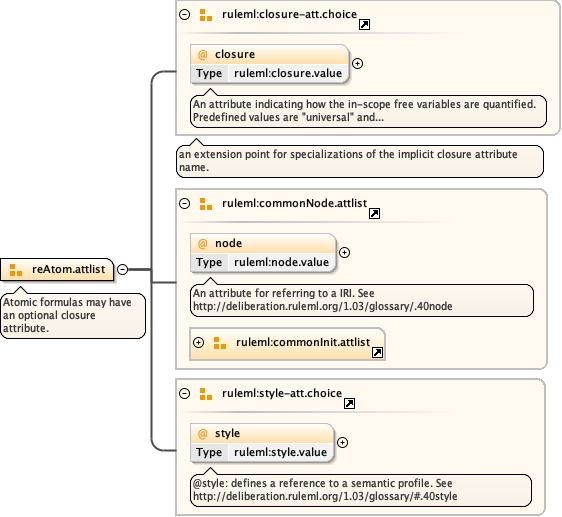 ruleml:closure-att.choice
@ closure
Type ruleml:closure.value
An attribute indicating how the in-scope free variables are quantified.
Predefined values are "universal" and...
an extension point for specializations of the implicit closure attribute
name.
ruleml:commonNode.attlist
@ node
Type ruleml:node.value
An attribute for referring to a IRI. See
http://deliberation.ruleml.org/1.03/glossary/.40node
ruleml:commonInit.attlist
reAtom.attlist
Atomic formulas may have
an optional closure
attribute.
ruleml:style-att.choice
@ style
Type ruleml:style.value
@style: defines a reference to a semantic profile. See
http://deliberation.ruleml.org/1.03/glossary/#.40style